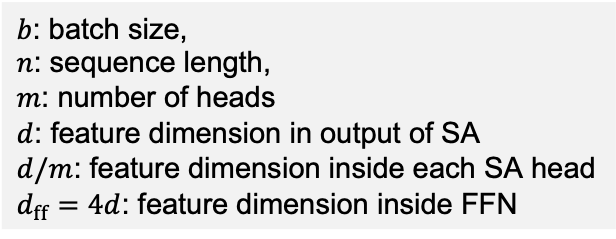 b: batch size,
n: sequence length,
m: number of heads
d: feature dimension in output of SA
d/m: feature dimension inside each SA head
d_ff = 4d: feature dimension inside FFN